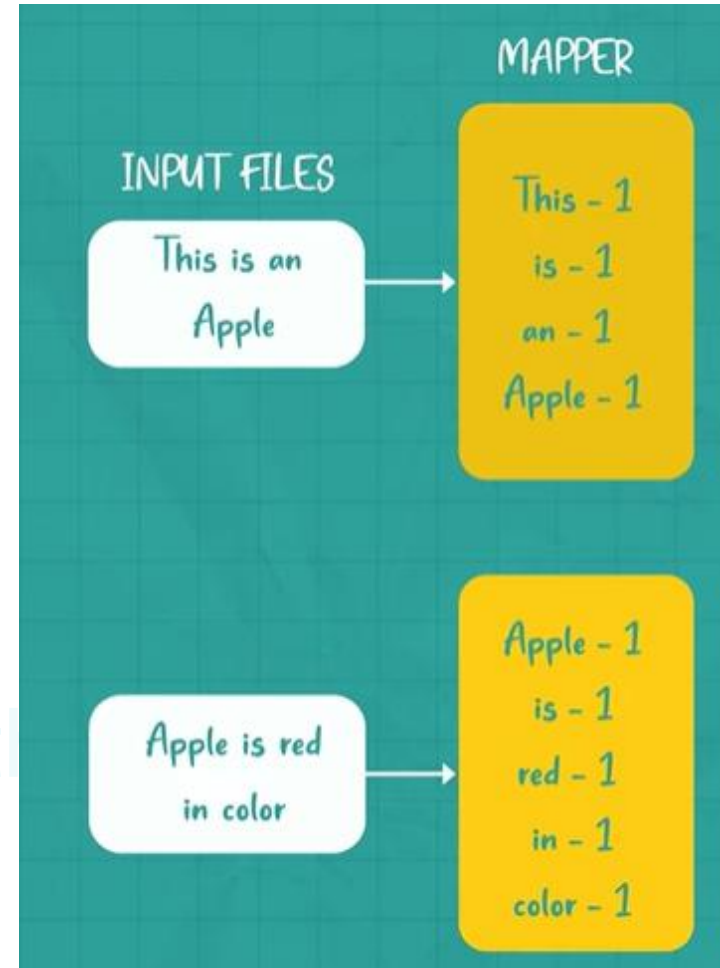 MAPPER
INPUT FILES
This is an
Apple
This - 1
is - 1
an - 1
Apple - 1
Apple is red
in color
Apple - 1
is - 1
red - 1
in - 1
color - 1